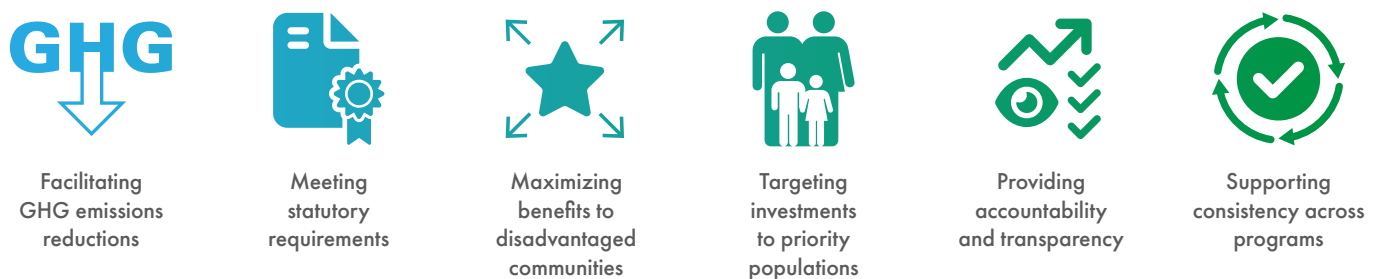 GHG
Facilitating
GHG emissions
reductions
Meeting
statutory
requirements
Maximizing
benefits to
disadvantaged
communities
Targeting
investments
to priority
populations
Providing
accountability
and transparency
Supporting
consistency across
programs